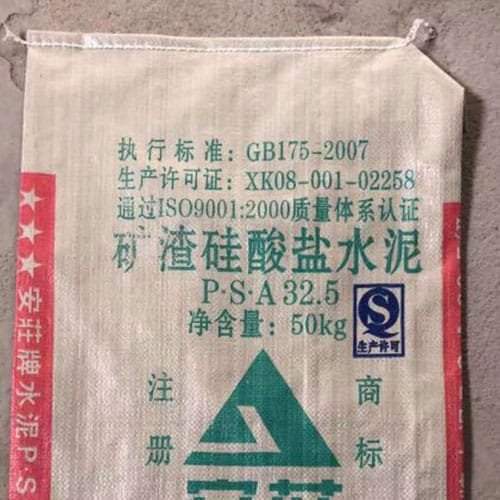 执行标准：GB175-2007
生产许可证：XK08-001-02258
通过ISO9001:2000质量体系认证
矿渣硅酸盐水泥
P·S·A 32.5
净含量：50kg
生产许可
注册
商标
★★★安莊牌水泥P·S